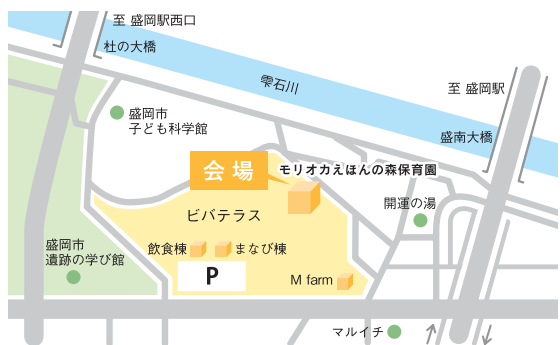 至 盛岡駅西口
杜の大橋
雫石川
至 盛岡駅
盛岡市
子ども科学館
盛南大橋
会場
モリオカえほんの森保育園
開運の湯
ビバテラス
盛岡市
遺跡の学び館
飲食棟
まなび棟
P
M farm
マルイチ